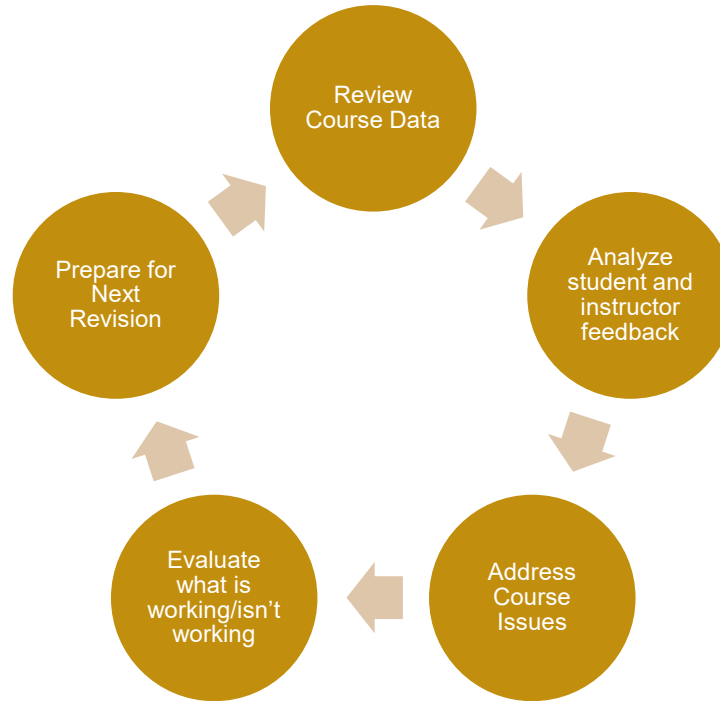 Review
Course Data
Analyze
student and
instructor
feedback
Address
Course
Issues
Evaluate
what is
working/isn’t
working
Prepare for
Next
Revision